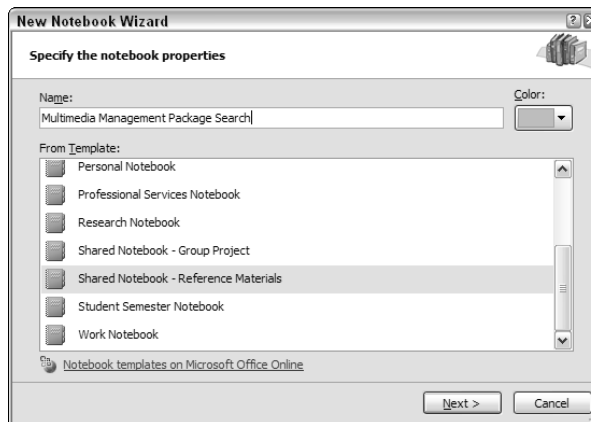 New Notebook Wizard
Specify the notebook properties
Name:
Color:
Multimedia Management Package Search
From Template:
Personal Notebook
Professional Services Notebook
Research Notebook
Shared Notebook - Group Project
Shared Notebook - Reference Materials
Student Semester Notebook
Work Notebook
Notebook templates on Microsoft Office Online
Next >
Cancel